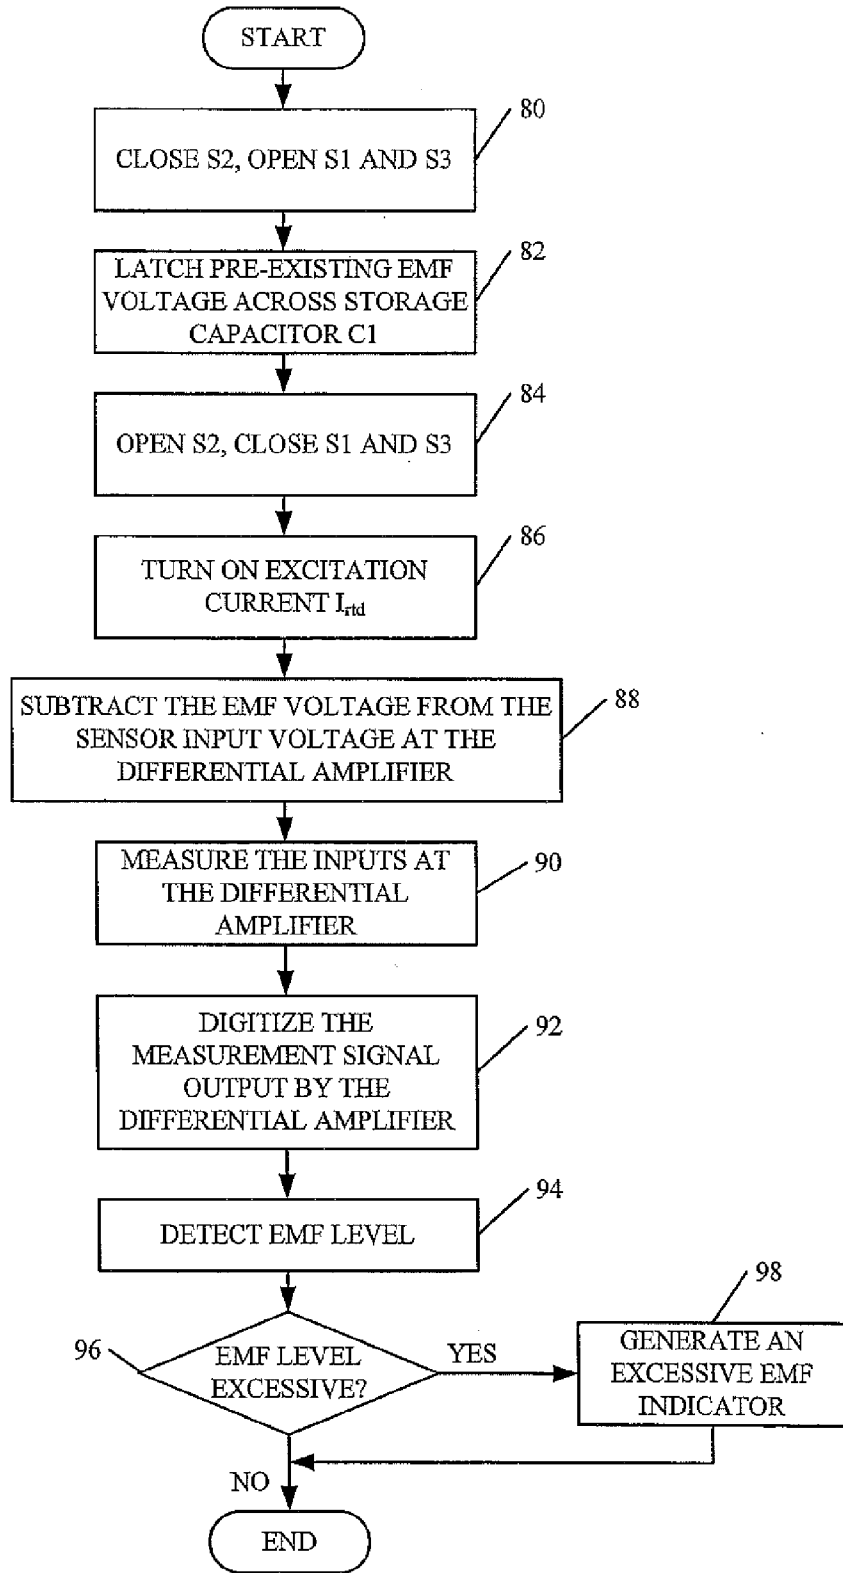 START
80
CLOSE S2, OPEN S1 AND S3
82
LATCH PRE-EXISTING EMF
VOLTAGE ACROSS STORAGE
CAPACITOR C1
84
OPEN S2, CLOSE S1 AND S3
86
TURN ON EXCITATION
CURRENT Irtd
88
SUBTRACT THE EMF VOLTAGE FROM THE
SENSOR INPUT VOLTAGE AT THE
DIFFERENTIAL AMPLIFIER
90
MEASURE THE INPUTS AT
THE DIFFERENTIAL
AMPLIFIER
92
DIGITIZE THE
MEASUREMENT SIGNAL
OUTPUT BY THE
DIFFERENTIAL AMPLIFIER
94
DETECT EMF LEVEL
96
EMF LEVEL
EXCESSIVE?
YES
98
GENERATE AN
EXCESSIVE EMF
INDICATOR
NO
END